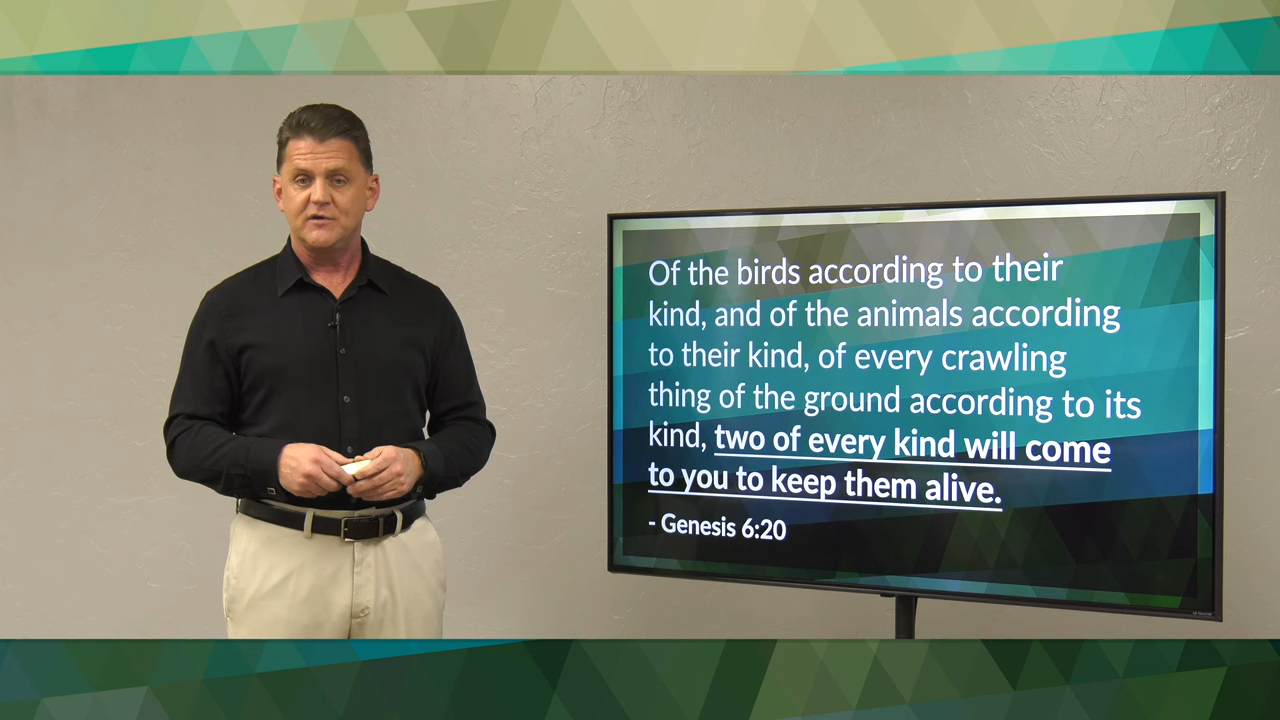 Of the birds according to their
kind, and of the animals according
to their kind, of every crawling
thing of the ground according to its
kind, two of every kind will come
to you to keep them alive.
- Genesis 6:20